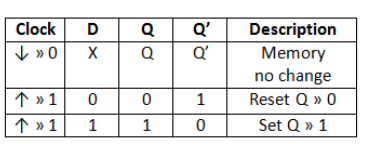 Clock D Q Q’ Description
↓ » 0 X Q Q’ Memory
no change
↑ » 1 0 0 1 Reset Q » 0
↑ » 1 1 1 0 Set Q » 1